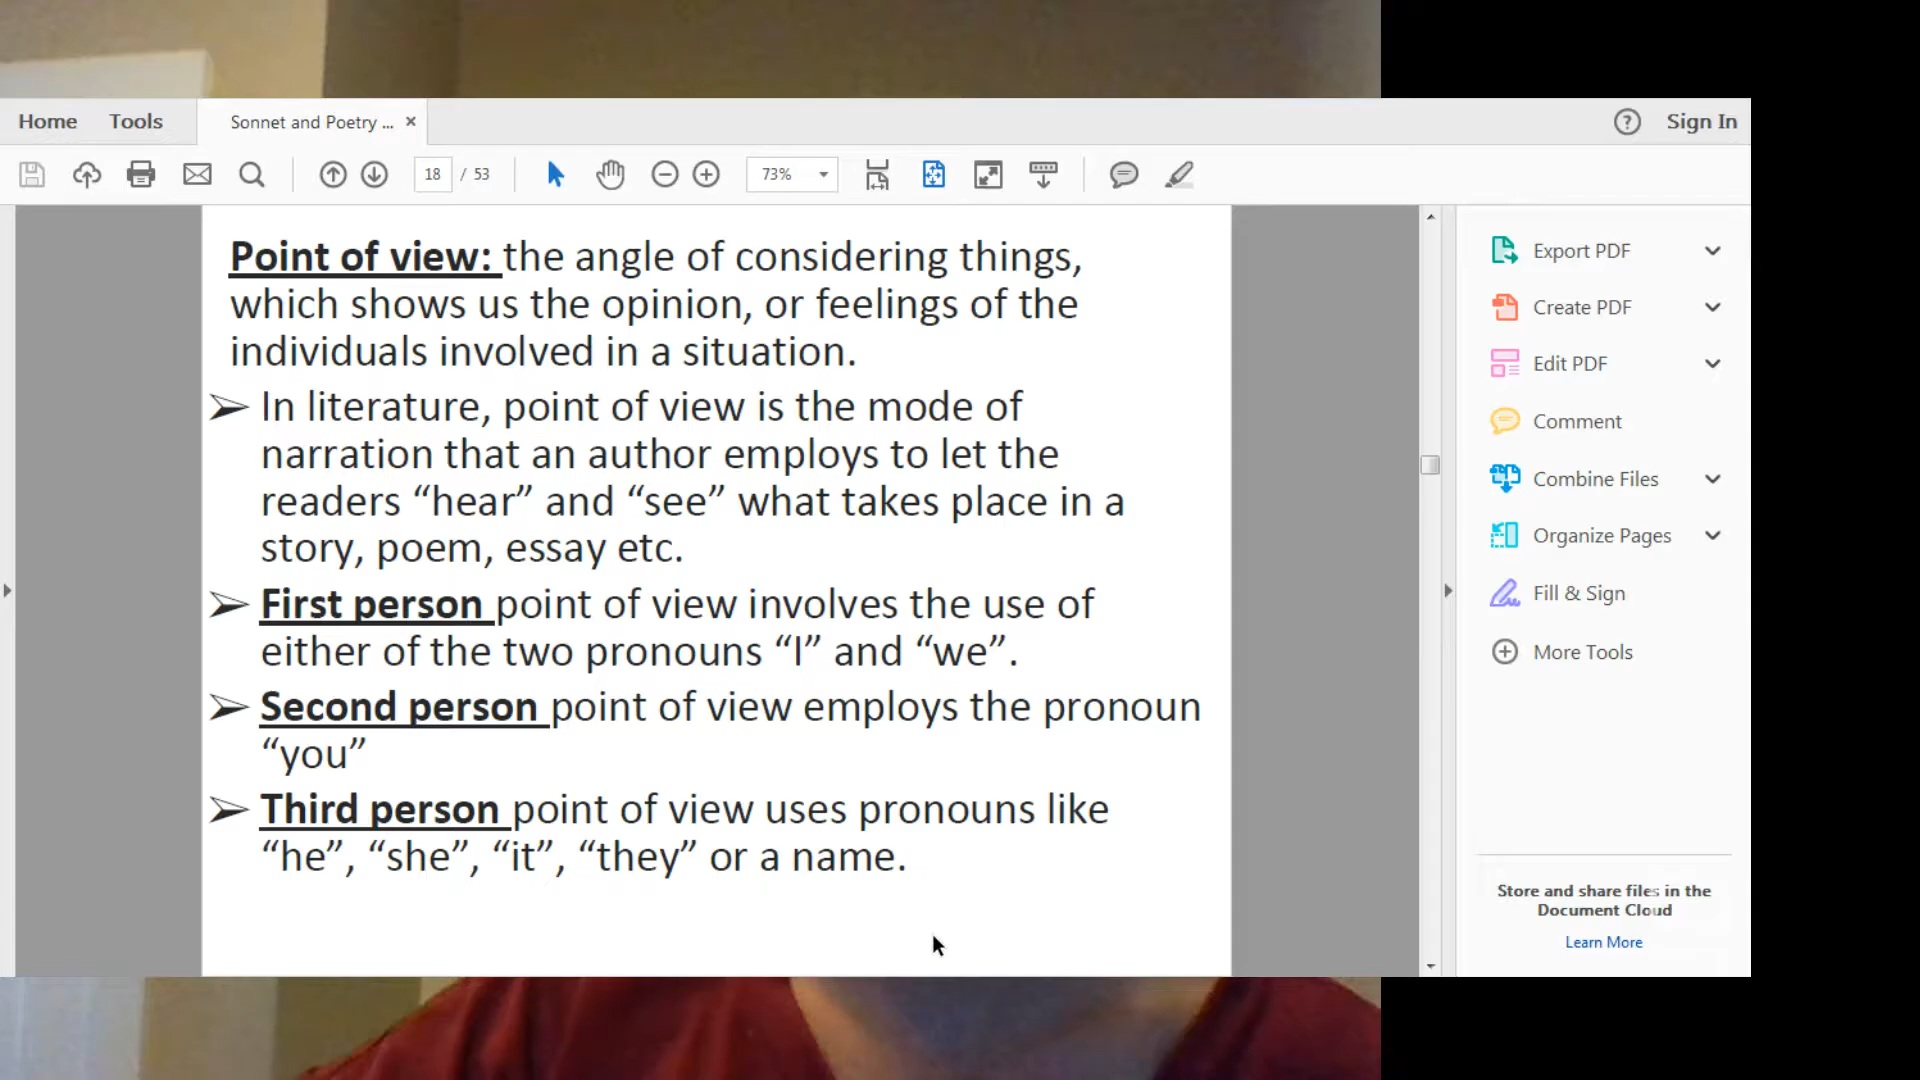 Home Tools Sonnet and Poetry ... × ? Sign In
18 / 53 73%
Point of view: the angle of considering things,
which shows us the opinion, or feelings of the
individuals involved in a situation.
➢ In literature, point of view is the mode of
narration that an author employs to let the
readers “hear” and “see” what takes place in a
story, poem, essay etc.
➢ First person point of view involves the use of
either of the two pronouns “I” and “we”.
➢ Second person point of view employs the pronoun
“you”
➢ Third person point of view uses pronouns like
“he”, “she”, “it”, “they” or a name.
Export PDF
Create PDF
Edit PDF
Comment
Combine Files
Organize Pages
Fill & Sign
More Tools
Store and share files in the
Document Cloud
Learn More